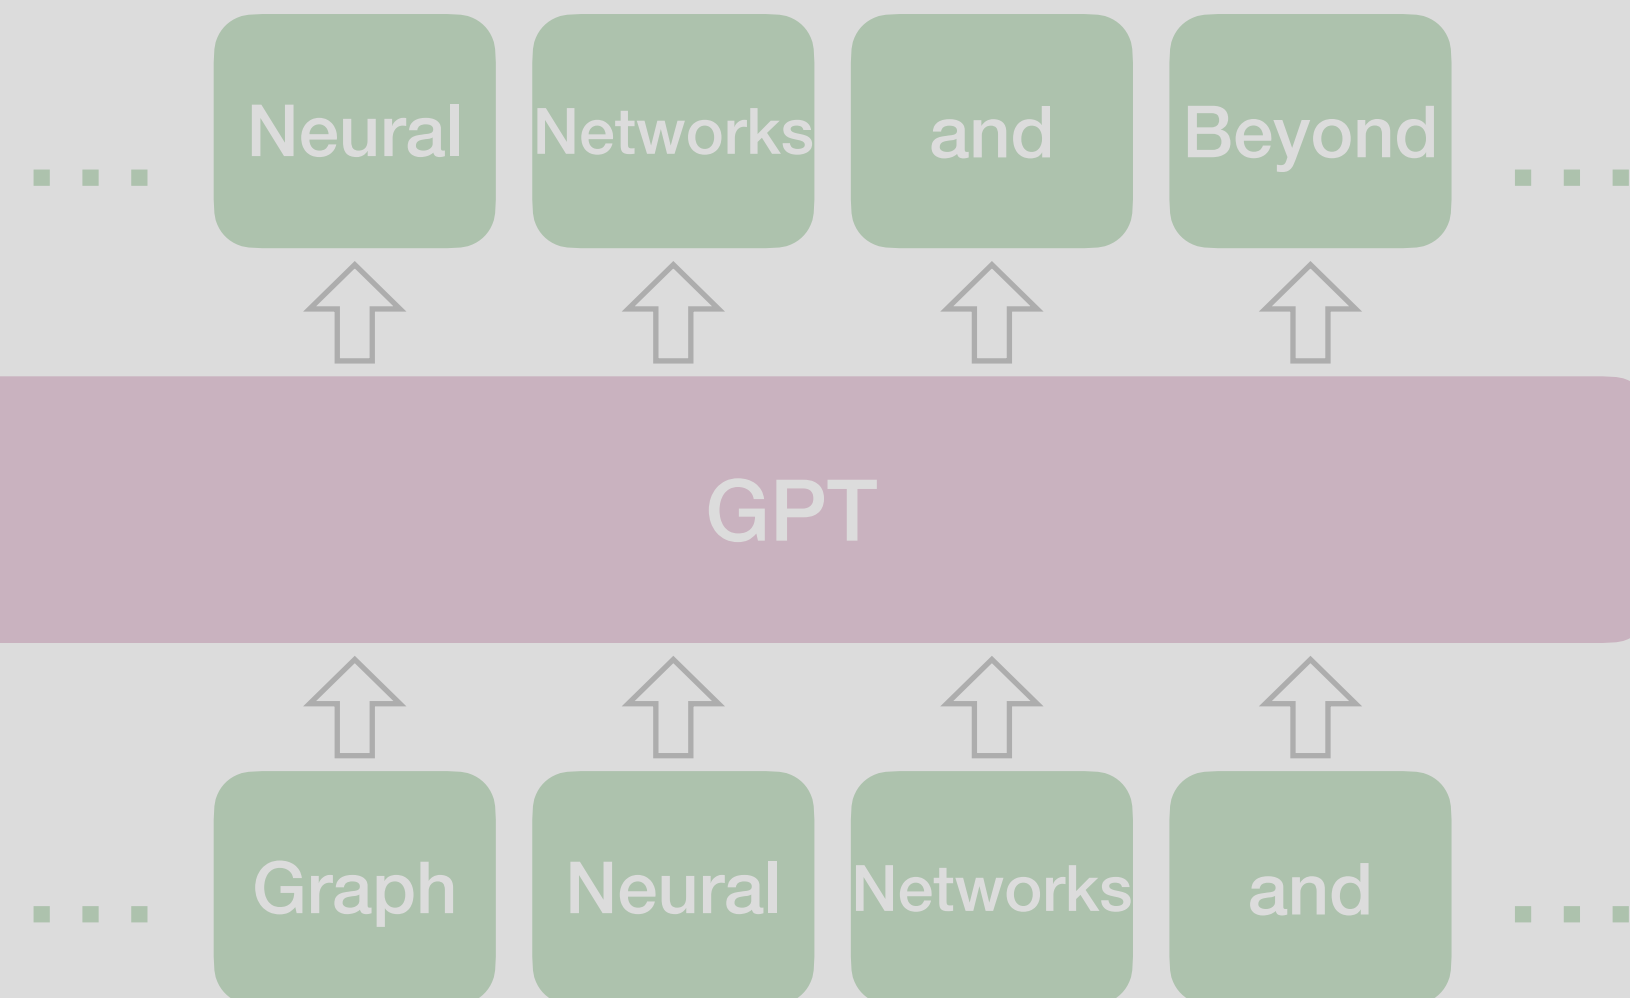 ... Neural Networks and Beyond ...
GPT
... Graph Neural Networks and ...